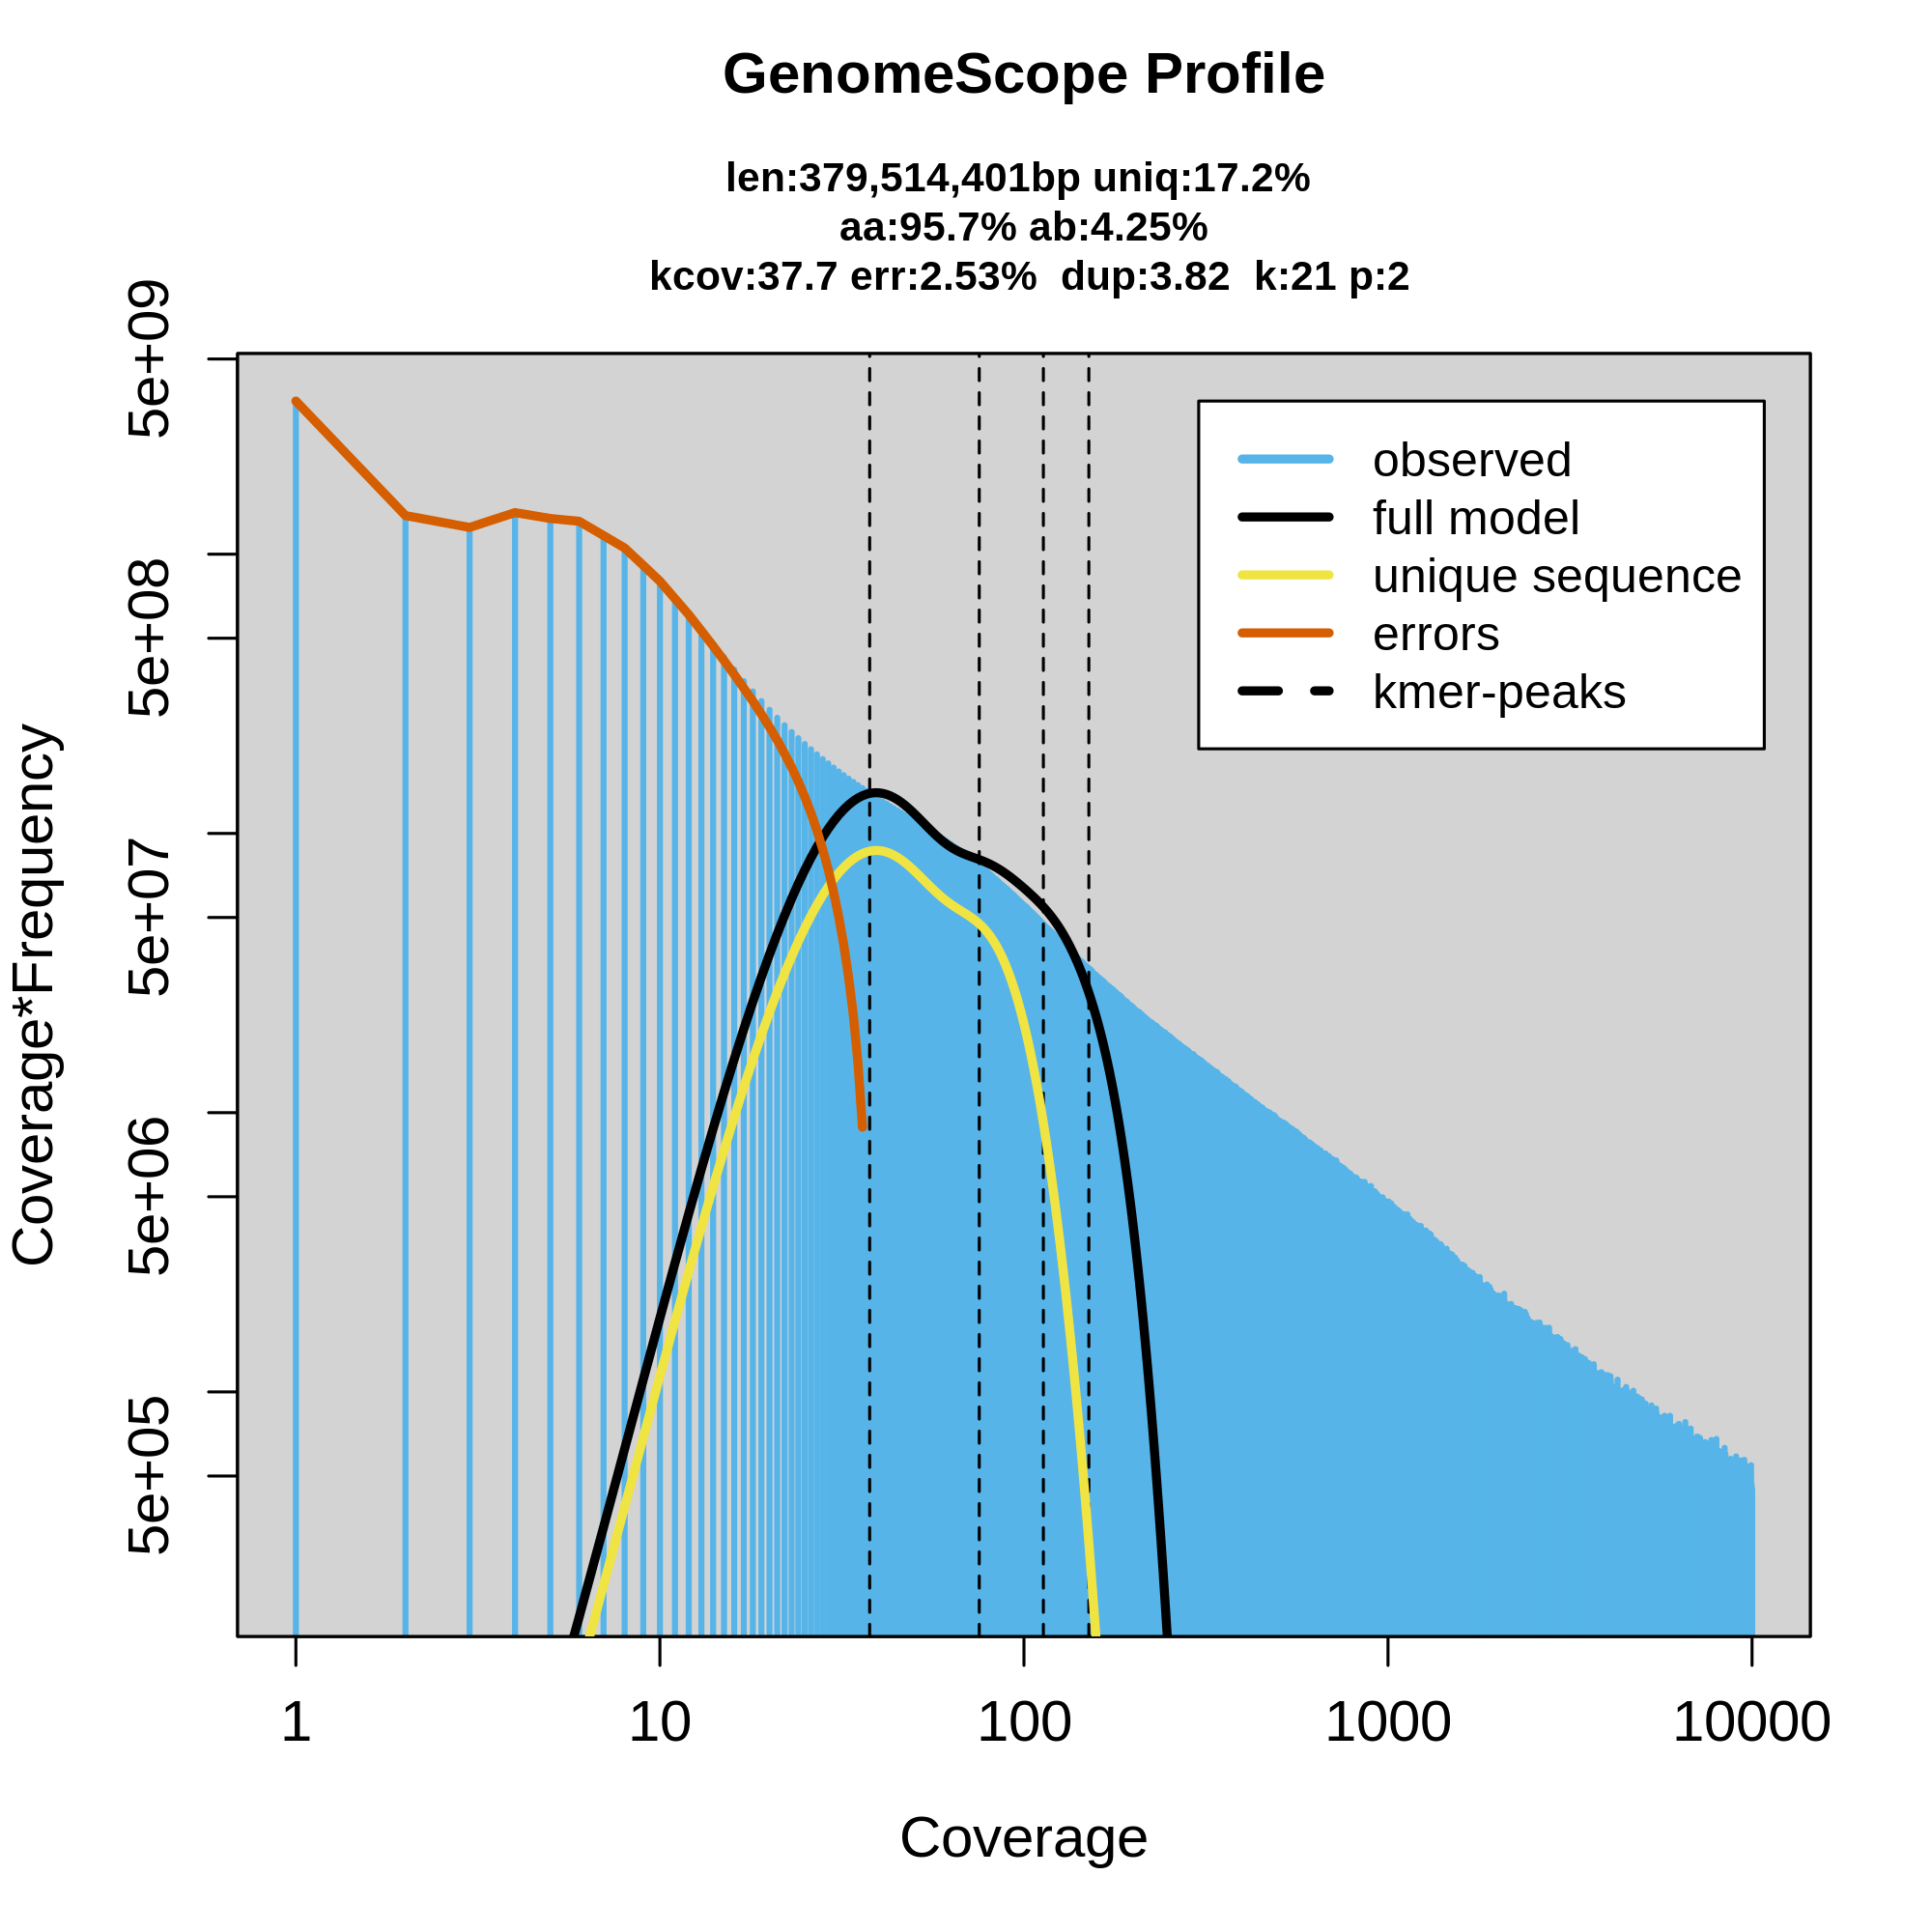 GenomeScope Profile
len:379,514,401bp uniq:17.2%
aa:95.7% ab:4.25%
kcov:37.7 err:2.53%  dup:3.82  k:21 p:2
Coverage*Frequency
5e+09
5e+08
5e+07
5e+06
5e+05
observed
full model
unique sequence
errors
kmer-peaks
1 10 100 1000 10000
Coverage